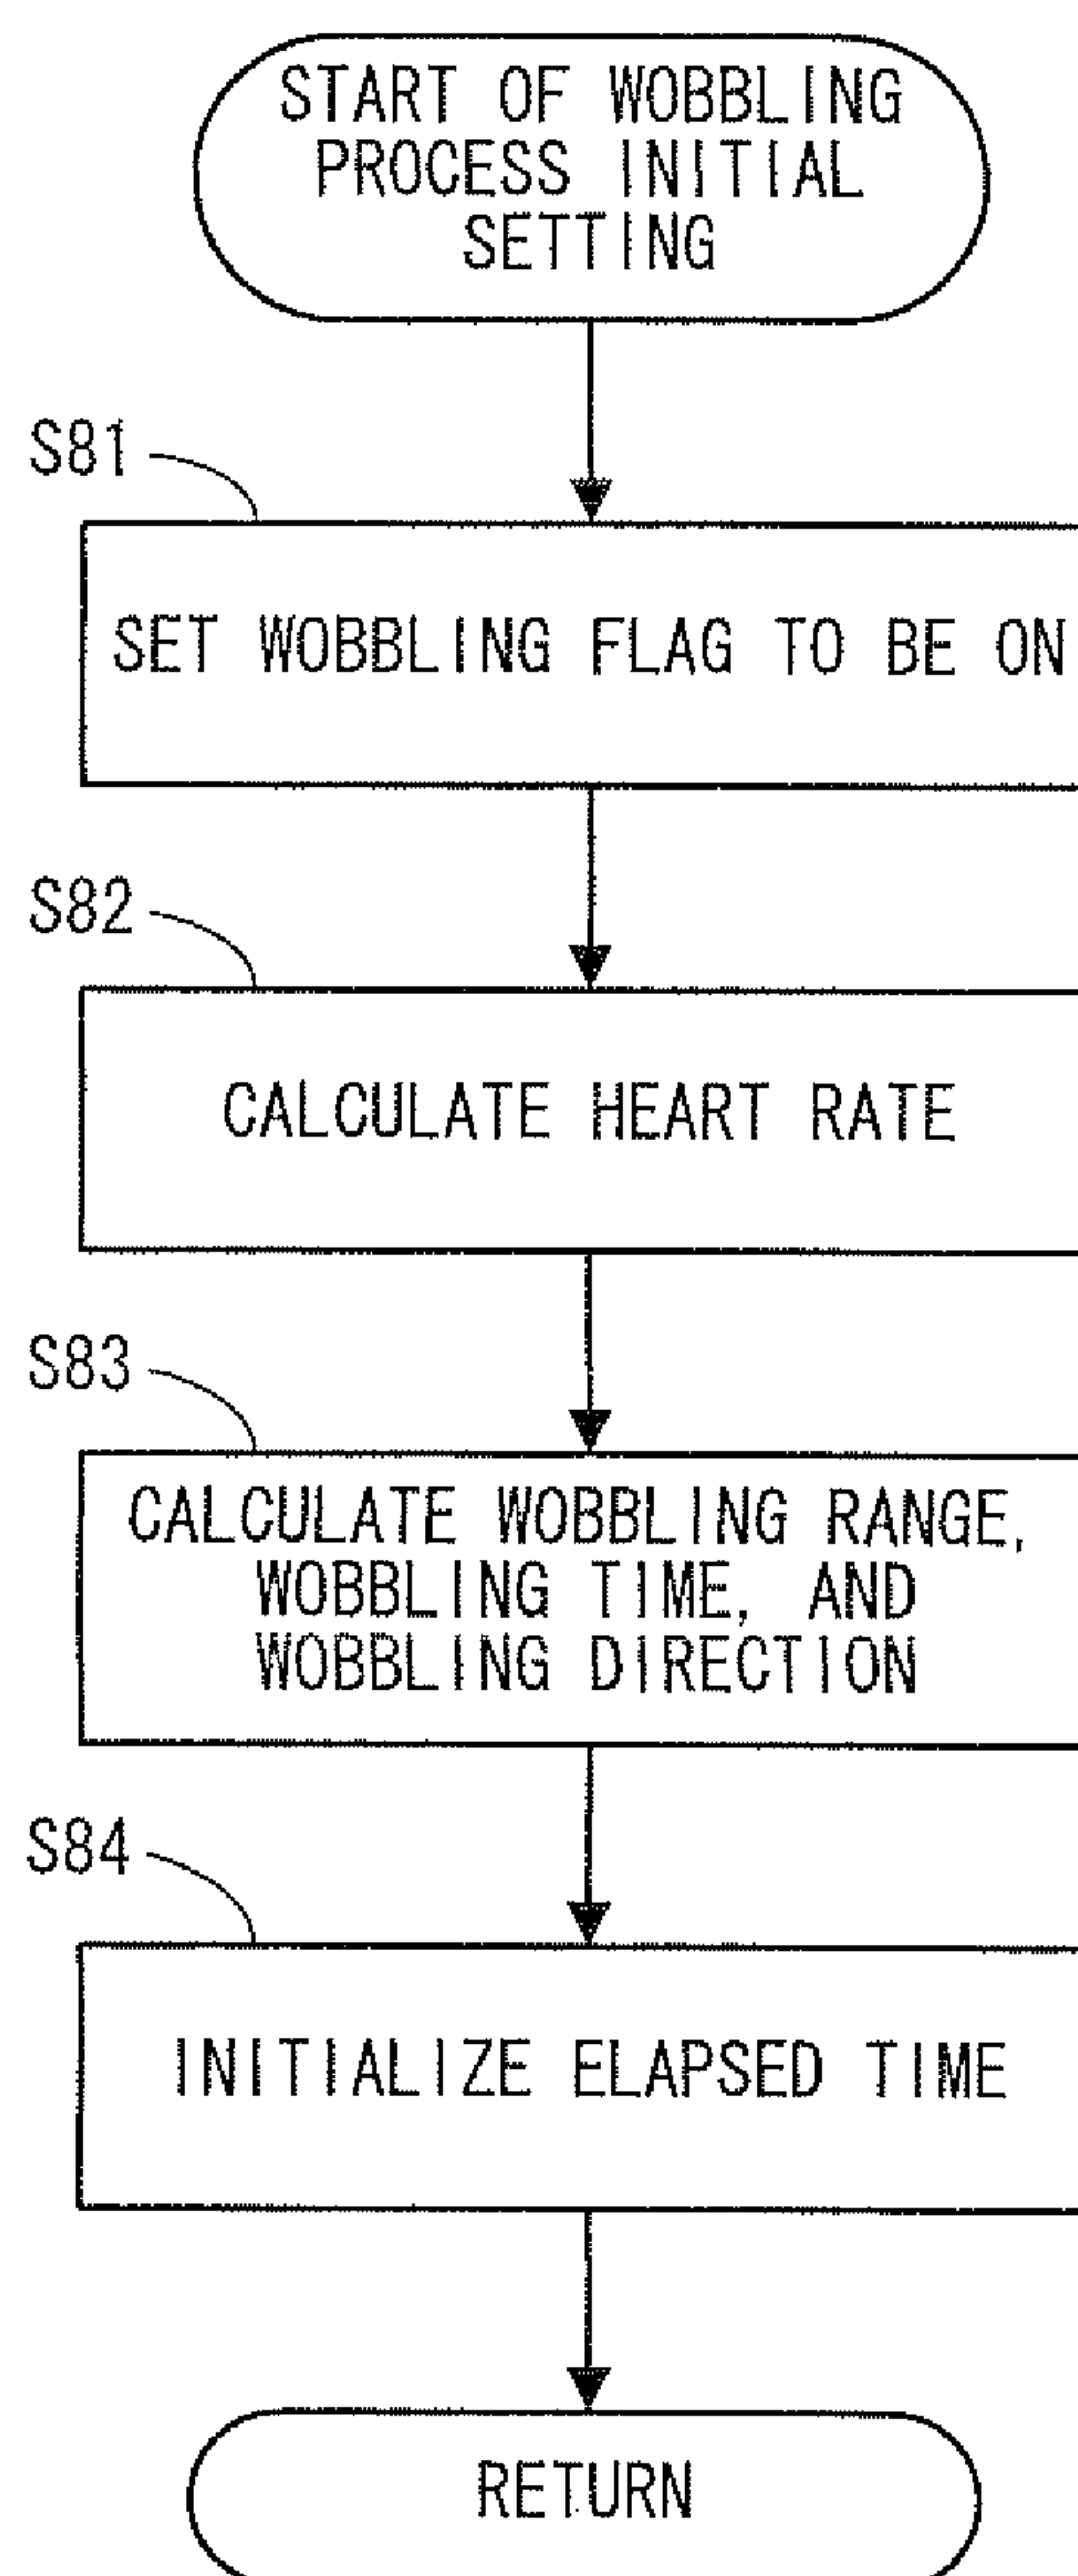 START OF WOBBLING
PROCESS INITIAL
SETTING
S81
SET WOBBLING FLAG TO BE ON
S82
CALCULATE HEART RATE
S83
CALCULATE WOBBLING RANGE,
WOBBLING TIME, AND
WOBBLING DIRECTION
S84
INITIALIZE ELAPSED TIME
RETURN